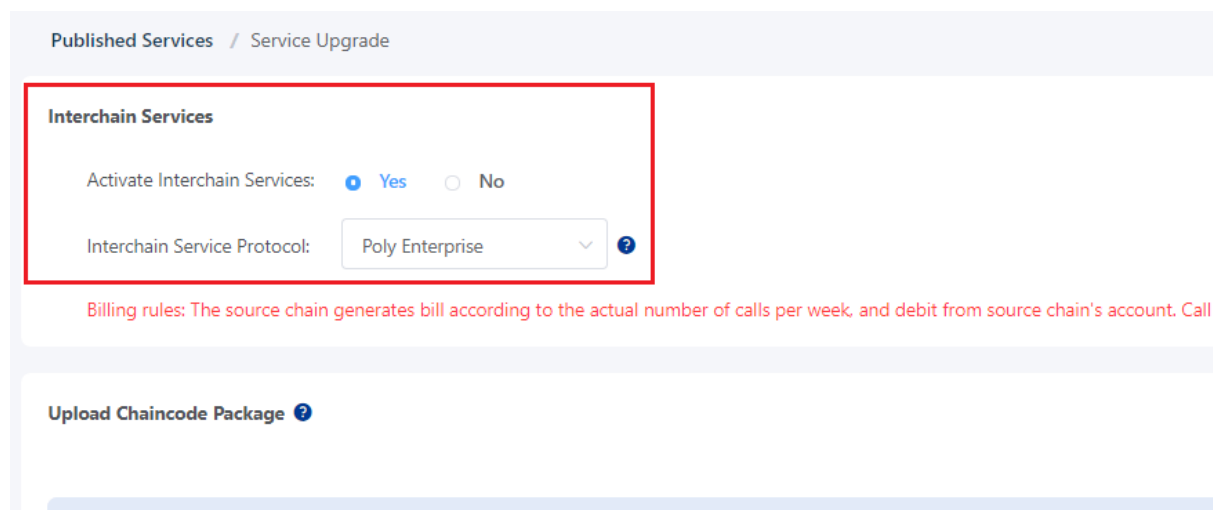 Published Services / Service Upgrade
Interchain Services
Activate Interchain Services: Yes No
Interchain Service Protocol: Poly Enterprise ?
Billing rules: The source chain generates bill according to the actual number of calls per week, and debit from source chain's account. Call
Upload Chaincode Package ?